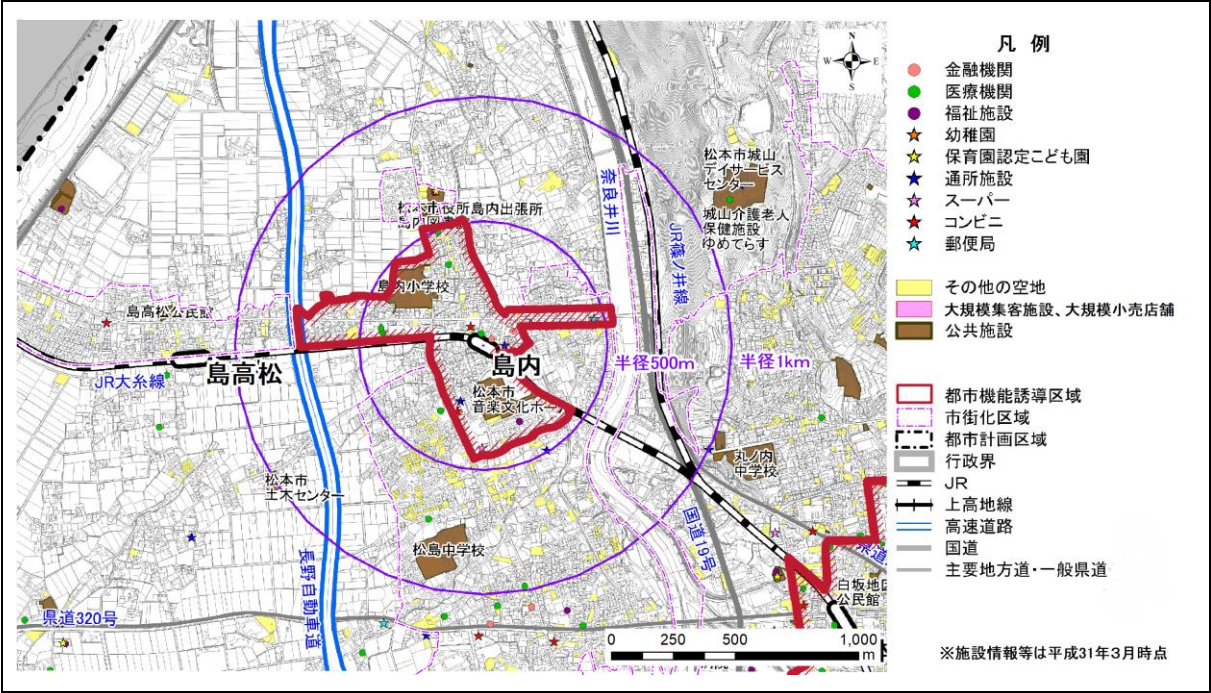 N
W
E
S
松本市城山
デイサービス
センター
城山介護老人
保健施設
ゆめてらす
奈良井川
JR篠ノ井線
松本市役所島内出張所
島内小学校
島高松公民館
島内
島高松
JR大糸線
半径500m
半径1km
松本市
音楽文化ホー
丸ノ内
中学校
松本市
土木センター
松島中学校
長野自動車道
国道19号
県道
白坂地区
公民館
県道320号
0
250
500
1,000
m
凡 例
金融機関
医療機関
福祉施設
幼稚園
保育園認定こども園
通所施設
スーパー
コンビニ
郵便局
その他の空地
大規模集客施設、大規模小売店舗
公共施設
都市機能誘導区域
市街化区域
都市計画区域
行政界
JR
上高地線
高速道路
国道
主要地方道・一般県道
※施設情報等は平成31年3月時点